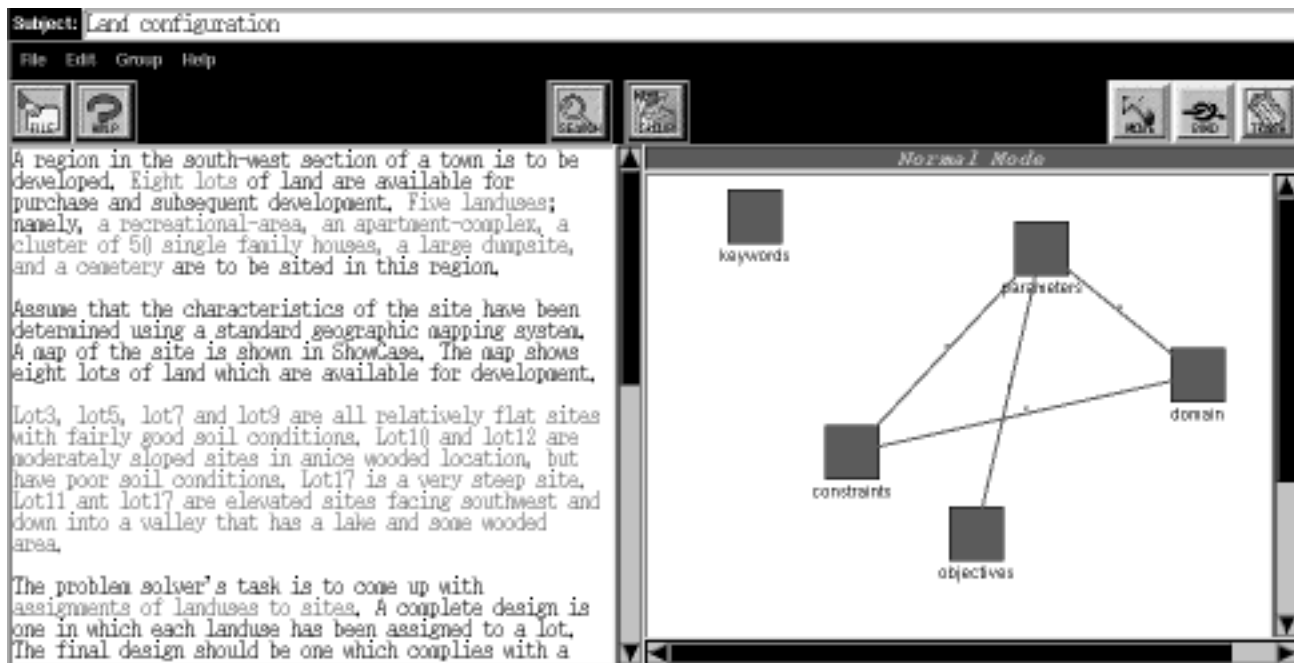 Subject: Land configuration
File Edit Group Help
FILE HELP SEARCH GROUP MOVE BIND
A region in the south-west section of a town is to be
developed. Eight lots of land are available for
purchase and subsequent development. Five landuses;
namely, a recreational-area, an apartment-complex, a
cluster of 50 single family houses, a large dumpsite,
and a cemetery are to be sited in this region.
Assume that the characteristics of the site have been
determined using a standard geographic mapping system.
A map of the site is shown in ShowCase. The map shows
eight lots of land which are available for development.
Lot3, lot5, lot7 and lot9 are all relatively flat sites
with fairly good soil conditions. Lot10 and lot12 are
moderately sloped sites in anice wooded location, but
have poor soil conditions. Lot17 is a very steep site.
Lot11 ant lot17 are elevated sites facing southwest and
down into a valley that has a lake and some wooded
area.
The problem solver's task is to come up with
assignments of landuses to sites. A complete design is
one in which each landuse has been assigned to a lot.
The final design should be one which complies with a
Normal Mode
keywords
parameters
domain
constraints
objectives